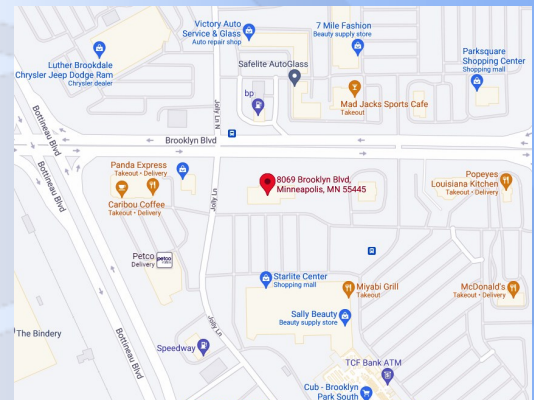 Victory Auto
Service & Glass
Auto repair shop
7 Mile Fashion
Beauty supply store
Luther Brookdale
Chrysler Jeep Dodge Ram
Chrysler dealer
Safelite AutoGlass
Parksquare
Shopping Center
Shopping mall
bp
Mad Jacks Sports Cafe
Takeout
Jolly Ln N
Bottineau Blvd
Brooklyn Blvd
Bottineau Blvd
Panda Express
Takeout • Delivery
Caribou Coffee
Takeout • Delivery
Jolly Ln
8069 Brooklyn Blvd,
Minneapolis, MN 55445
Popeyes
Louisiana Kitchen
Takeout • Delivery
Petco
Delivery
petco
Starlite Center
Shopping mall
Miyabi Grill
Takeout
McDonald's
Takeout • Delivery
Sally Beauty
Beauty supply store
Jolly Ln
The Bindery
Bottineau Blvd
Speedway
TCF Bank ATM
Cub - Brooklyn
Park South